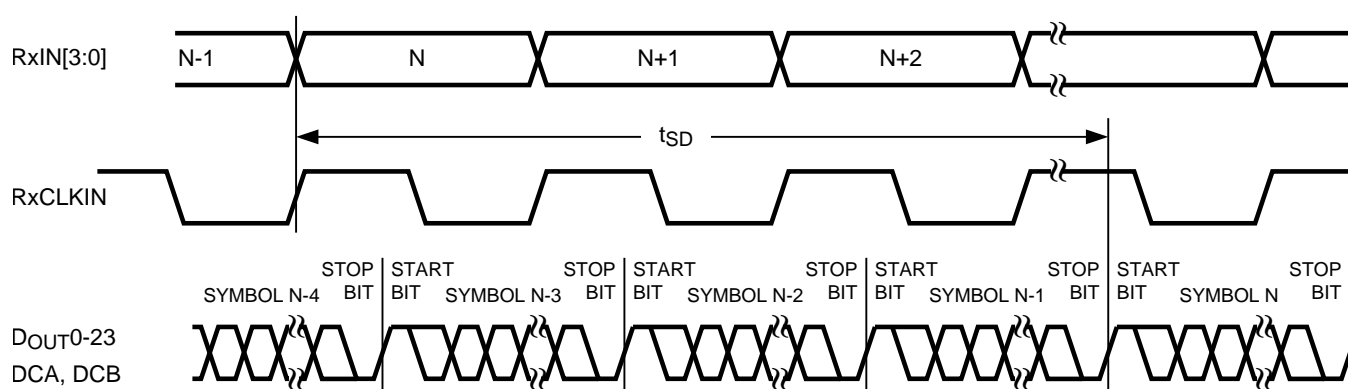 RxIN[3:0] N-1 N N+1 N+2
tSD
RxCLKIN
STOP START STOP START STOP START STOP START STOP
SYMBOL N-4 BIT BIT SYMBOL N-3 BIT BIT SYMBOL N-2 BIT BIT SYMBOL N-1 BIT BIT SYMBOL N BIT
DOUT0-23
DCA, DCB